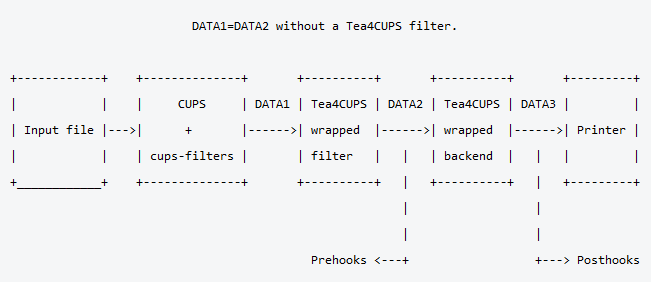 DATA1=DATA2 without a Tea4CUPS filter.
CUPS DATA1 Tea4CUPS DATA2 Tea4CUPS DATA3
Input file + wrapped wrapped Printer
cups-filters filter backend
Prehooks Posthooks